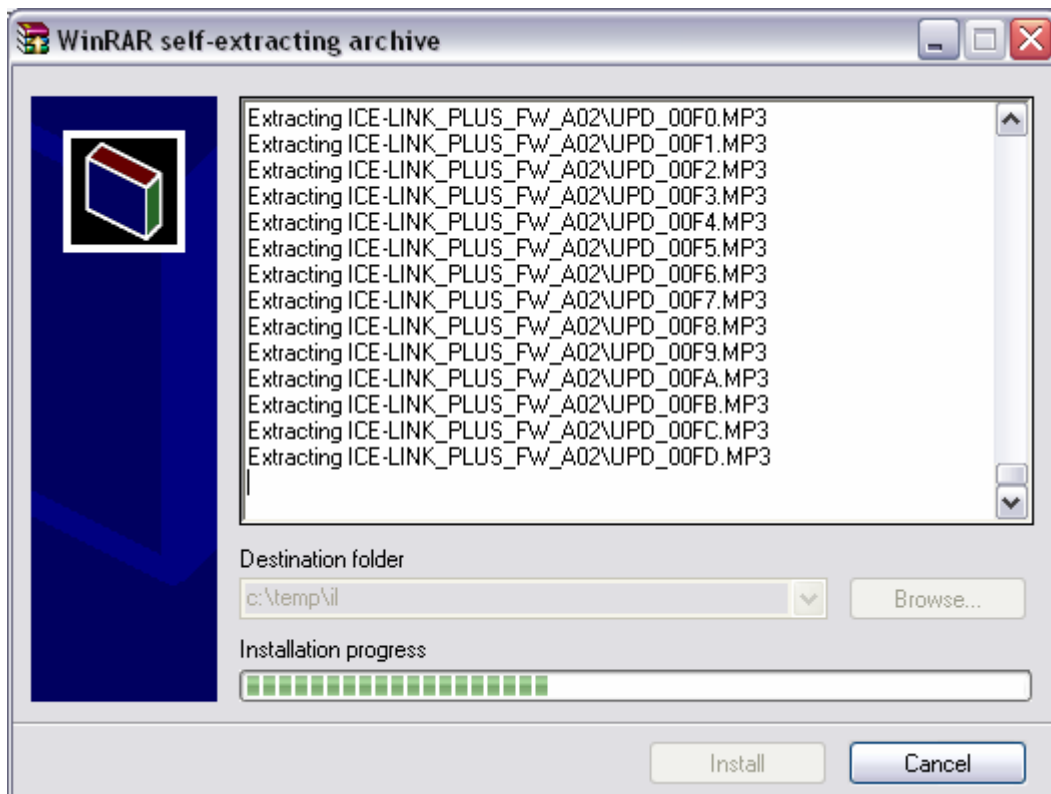 WinRAR self-extracting archive
Extracting ICE-LINK_PLUS_FW_A02\UPD_00F0.MP3
Extracting ICE-LINK_PLUS_FW_A02\UPD_00F1.MP3
Extracting ICE-LINK_PLUS_FW_A02\UPD_00F2.MP3
Extracting ICE-LINK_PLUS_FW_A02\UPD_00F3.MP3
Extracting ICE-LINK_PLUS_FW_A02\UPD_00F4.MP3
Extracting ICE-LINK_PLUS_FW_A02\UPD_00F5.MP3
Extracting ICE-LINK_PLUS_FW_A02\UPD_00F6.MP3
Extracting ICE-LINK_PLUS_FW_A02\UPD_00F7.MP3
Extracting ICE-LINK_PLUS_FW_A02\UPD_00F8.MP3
Extracting ICE-LINK_PLUS_FW_A02\UPD_00F9.MP3
Extracting ICE-LINK_PLUS_FW_A02\UPD_00FA.MP3
Extracting ICE-LINK_PLUS_FW_A02\UPD_00FB.MP3
Extracting ICE-LINK_PLUS_FW_A02\UPD_00FC.MP3
Extracting ICE-LINK_PLUS_FW_A02\UPD_00FD.MP3
Destination folder
c:\temp\il
Browse...
Installation progress
Install
Cancel